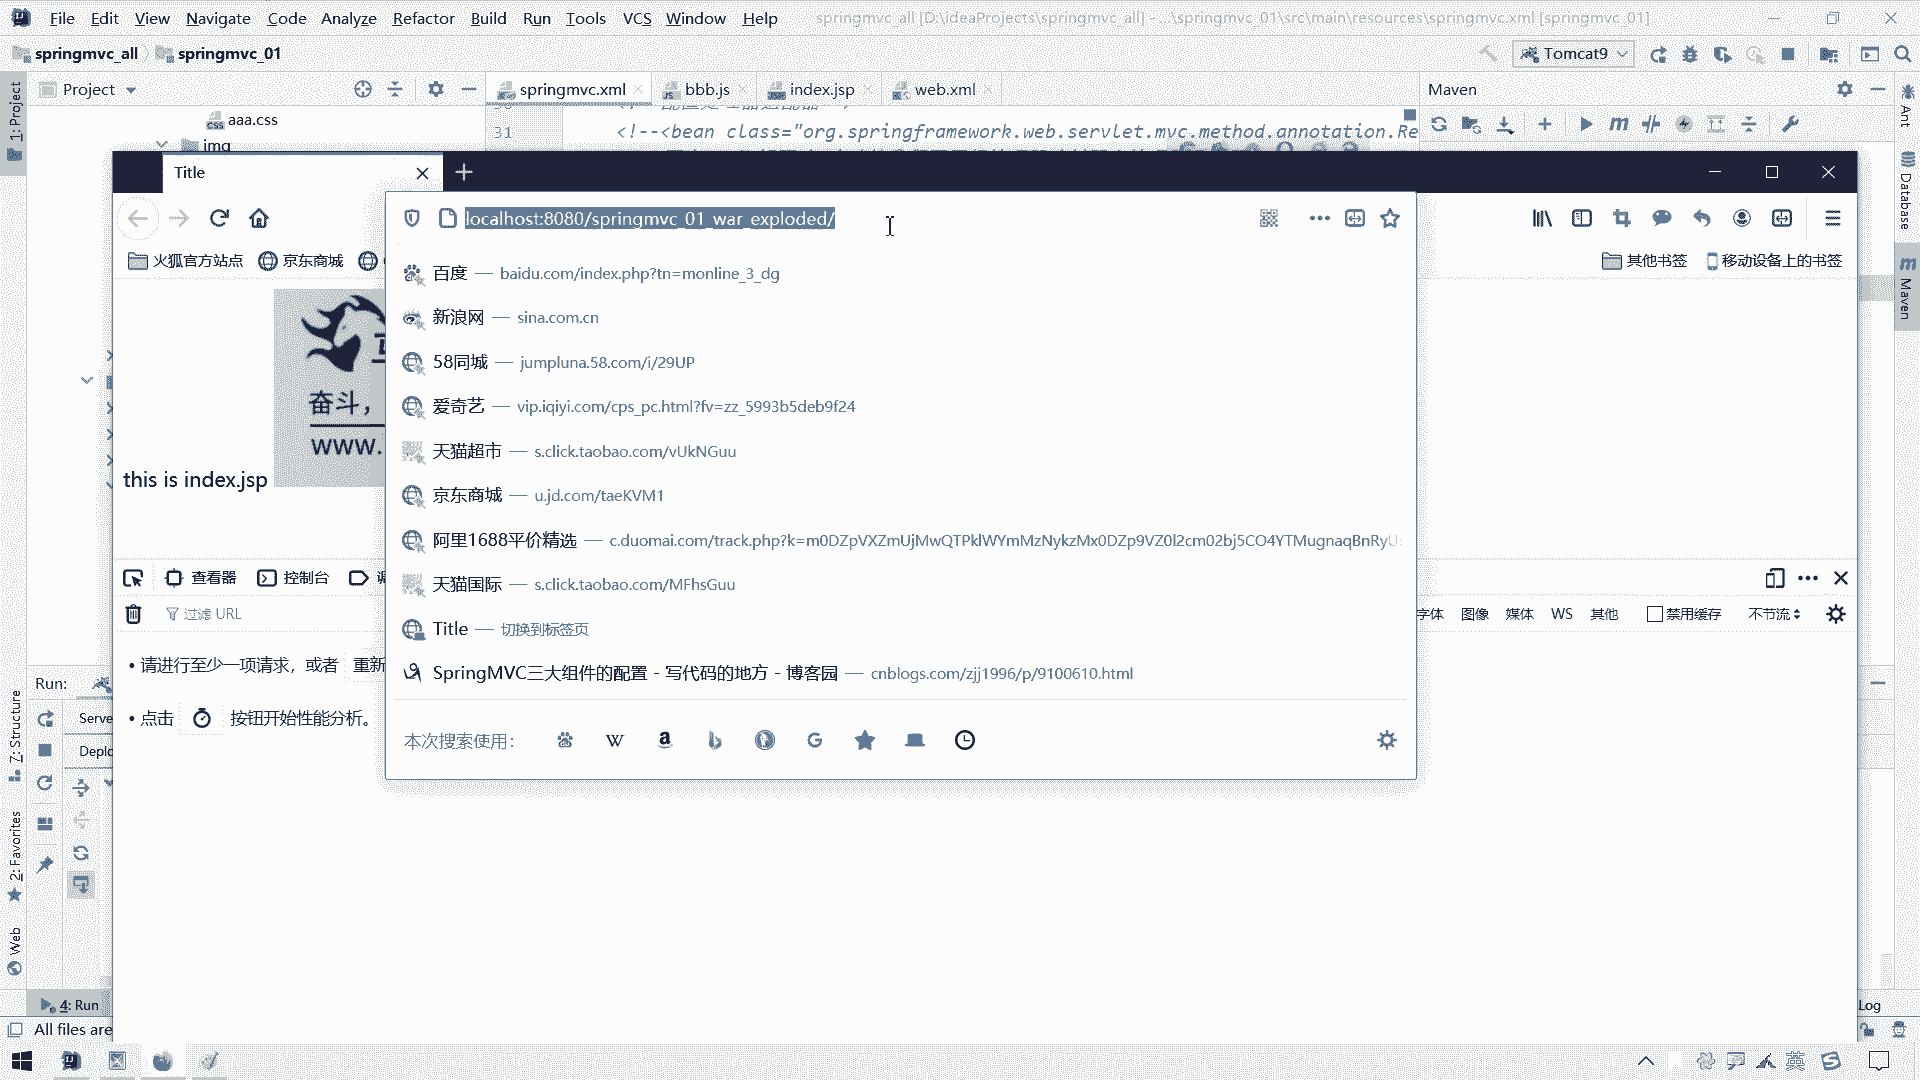 File Edit View Navigate Code Analyze Refactor Build Run Tools VCS Window Help springmvc_all [D:\ideaProjects\springmvc_all] - ...\springmvc_01\src\main\resources\springmvc.xml [springmvc_01]
springmvc_all springmvc_01 Tomcat9
1: Project Project springmvc.xml bbb.js index.jsp web.xml Maven Ant
aaa.css
img
31 <!--<bean class="org.springframework.web.servlet.mvc.method.annotation.Re
Title
localhost:8080/springmvc_01_war_exploded/
火狐官方站点 京东商城 其他书签 移动设备上的书签
Database
Maven
百度 — baidu.com/index.php?tn=monline_3_dg
新浪网 — sina.com.cn
58同城 — jumpluna.58.com/i/29UP
爱奇艺 — vip.iqiyi.com/cps_pc.html?fv=zz_5993b5deb9f24
奋斗，
天猫超市 — s.click.taobao.com/vUkNGuu
www.
this is index.jsp
京东商城 — u.jd.com/taeKVM1
阿里1688平价精选 — c.duomai.com/track.php?k=m0DZpVXZmUjMwQTPklWYmMzNykzMx0DZp9VZ0l2cm02bj5CO4YTMugnaqBnRyU
天猫国际 — s.click.taobao.com/MFhsGuu
Title — 切换到标签页
SpringMVC三大组件的配置 - 写代码的地方 - 博客园 — cnblogs.com/zjj1996/p/9100610.html
本次搜索使用：
查看器 控制台
过滤 URL 字体 图像 媒体 WS 其他 禁用缓存 不节流
• 请进行至少一项请求，或者 重新
• 点击 按钮开始性能分析。
Run:
Serve
Deplo
7: Structure
2: Favorites
Web
4: Run Log
All files are
英